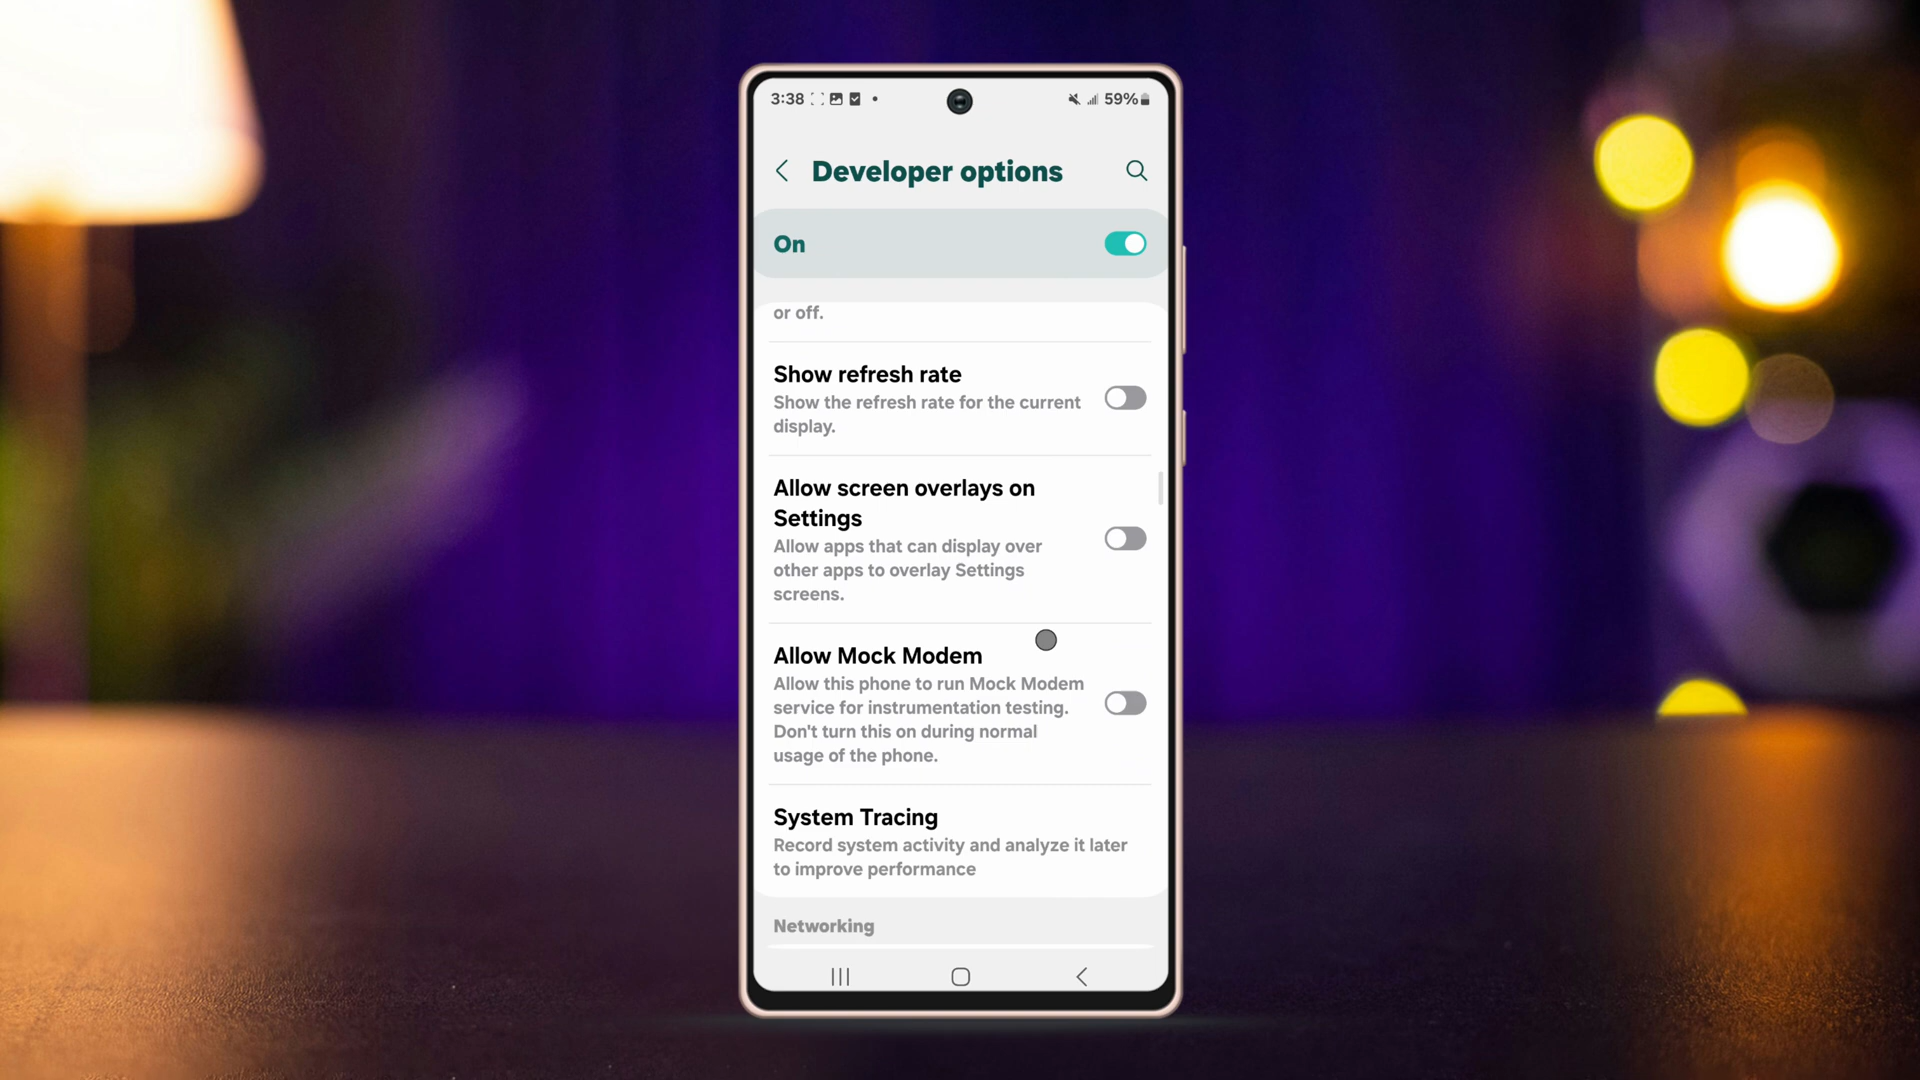 3:38
59%
Developer options
On
or off.
Show refresh rate
Show the refresh rate for the current
display.
Allow screen overlays on
Settings
Allow apps that can display over
other apps to overlay Settings
screens.
Allow Mock Modem
Allow this phone to run Mock Modem
service for instrumentation testing.
Don't turn this on during normal
usage of the phone.
System Tracing
Record system activity and analyze it later
to improve performance
Networking